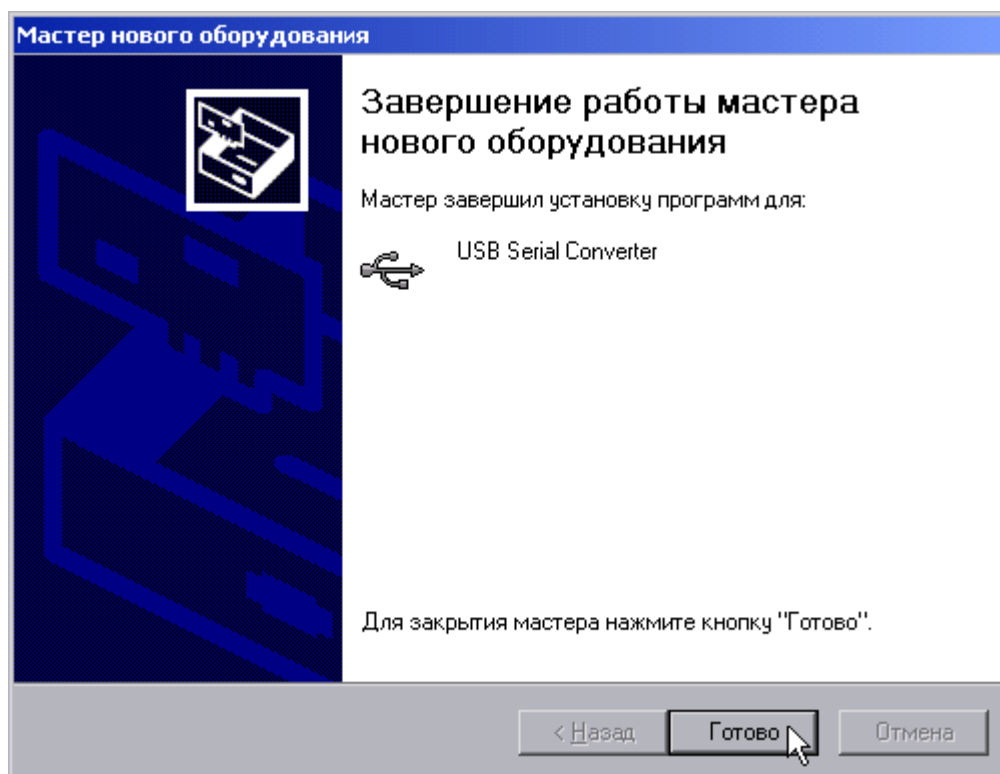 Мастер нового оборудования
Завершение работы мастера
нового оборудования
Мастер завершил установку программ для:
USB Serial Converter
Для закрытия мастера нажмите кнопку "Готово".
< Назад
Готово
Отмена